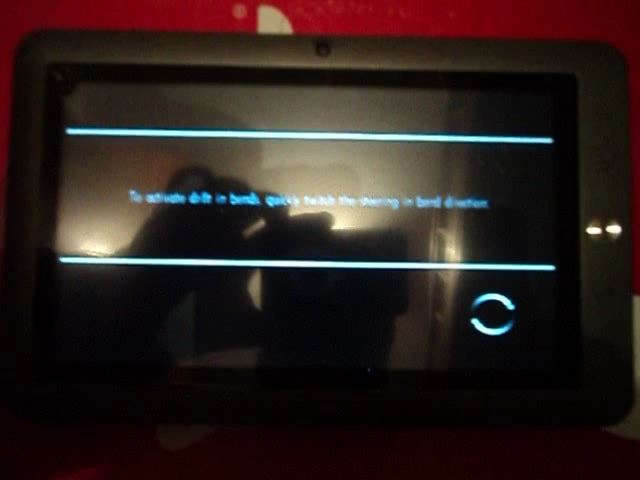 To activate drift in bends, quickly twitch the steering in bend direction.